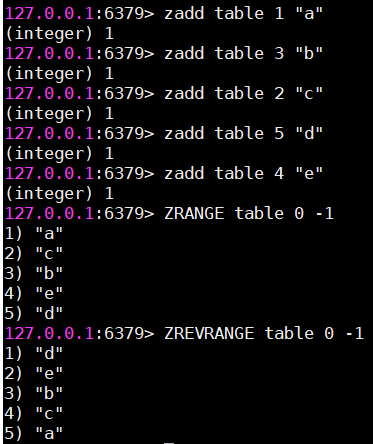 127.0.0.1:6379> zadd table 1 "a"
(integer) 1
127.0.0.1:6379> zadd table 3 "b"
(integer) 1
127.0.0.1:6379> zadd table 2 "c"
(integer) 1
127.0.0.1:6379> zadd table 5 "d"
(integer) 1
127.0.0.1:6379> zadd table 4 "e"
(integer) 1
127.0.0.1:6379> ZRANGE table 0 -1
1) "a"
2) "c"
3) "b"
4) "e"
5) "d"
127.0.0.1:6379> ZREVRANGE table 0 -1
1) "d"
2) "e"
3) "b"
4) "c"
5) "a"